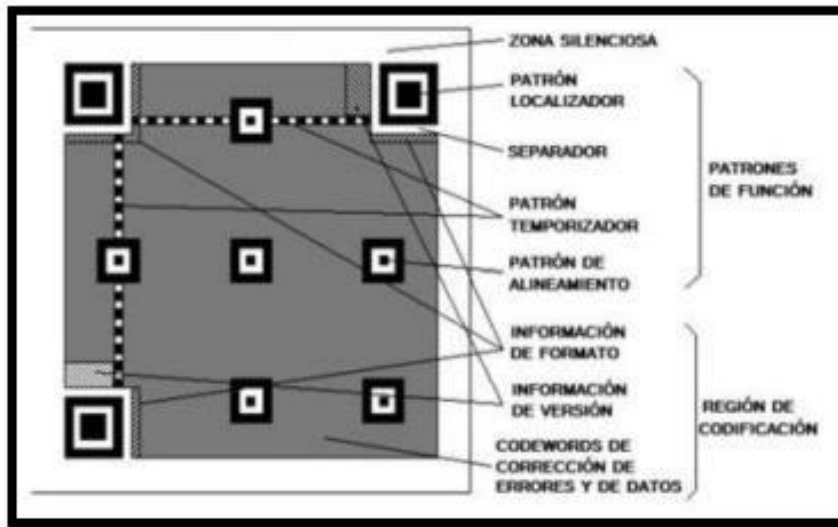 ZONA SILENCIOSA
PATRÓN
LOCALIZADOR
SEPARADOR
PATRÓN
TEMPORIZADOR
PATRÓN DE
ALINEAMIENTO
PATRONES
DE FUNCIÓN
INFORMACIÓN
DE FORMATO
INFORMACIÓN
DE VERSIÓN
CODEWORDS DE
CORRECCIÓN DE
ERRORES Y DE DATOS
REGIÓN DE
CODIFICACIÓN